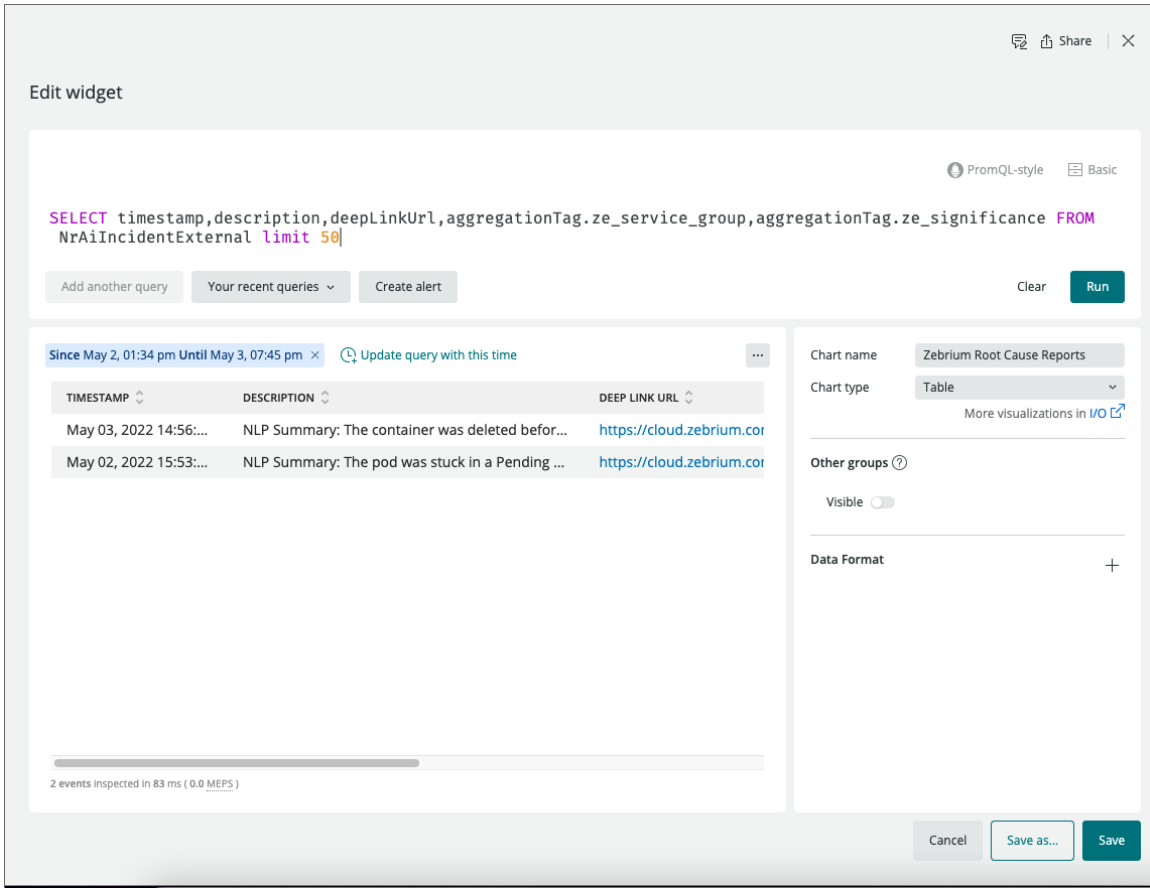 Share
Edit widget
PromQL-style Basic
SELECT timestamp,description,deepLinkUrl,aggregationTag.ze_service_group,aggregationTag.ze_significance FROM
NrAiIncidentExternal limit 50
Add another query Your recent queries Create alert Clear Run
Since May 2, 01:34 pm Until May 3, 07:45 pm × Update query with this time ...
TIMESTAMP DESCRIPTION DEEP LINK URL
May 03, 2022 14:56:... NLP Summary: The container was deleted befor... https://cloud.zebrium.cor
May 02, 2022 15:53:... NLP Summary: The pod was stuck in a Pending ... https://cloud.zebrium.cor
2 events inspected in 83 ms ( 0.0 MEPS )
Chart name Zebrium Root Cause Reports
Chart type Table
More visualizations in I/O
Other groups ?
Visible
Data Format +
Cancel Save as... Save